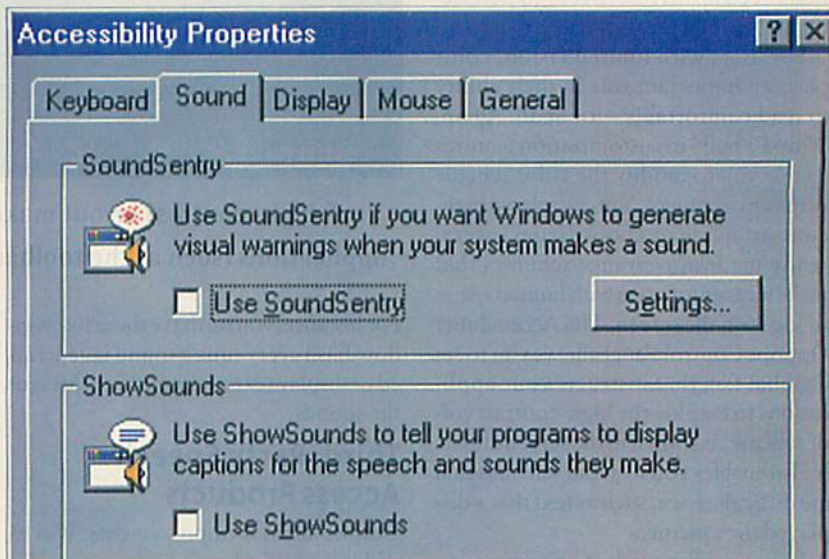 Accessibility Properties
Keyboard Sound Display Mouse General
SoundSentry
Use SoundSentry if you want Windows to generate
visual warnings when your system makes a sound.
Use SoundSentry
Settings...
ShowSounds
Use ShowSounds to tell your programs to display
captions for the speech and sounds they make.
Use ShowSounds